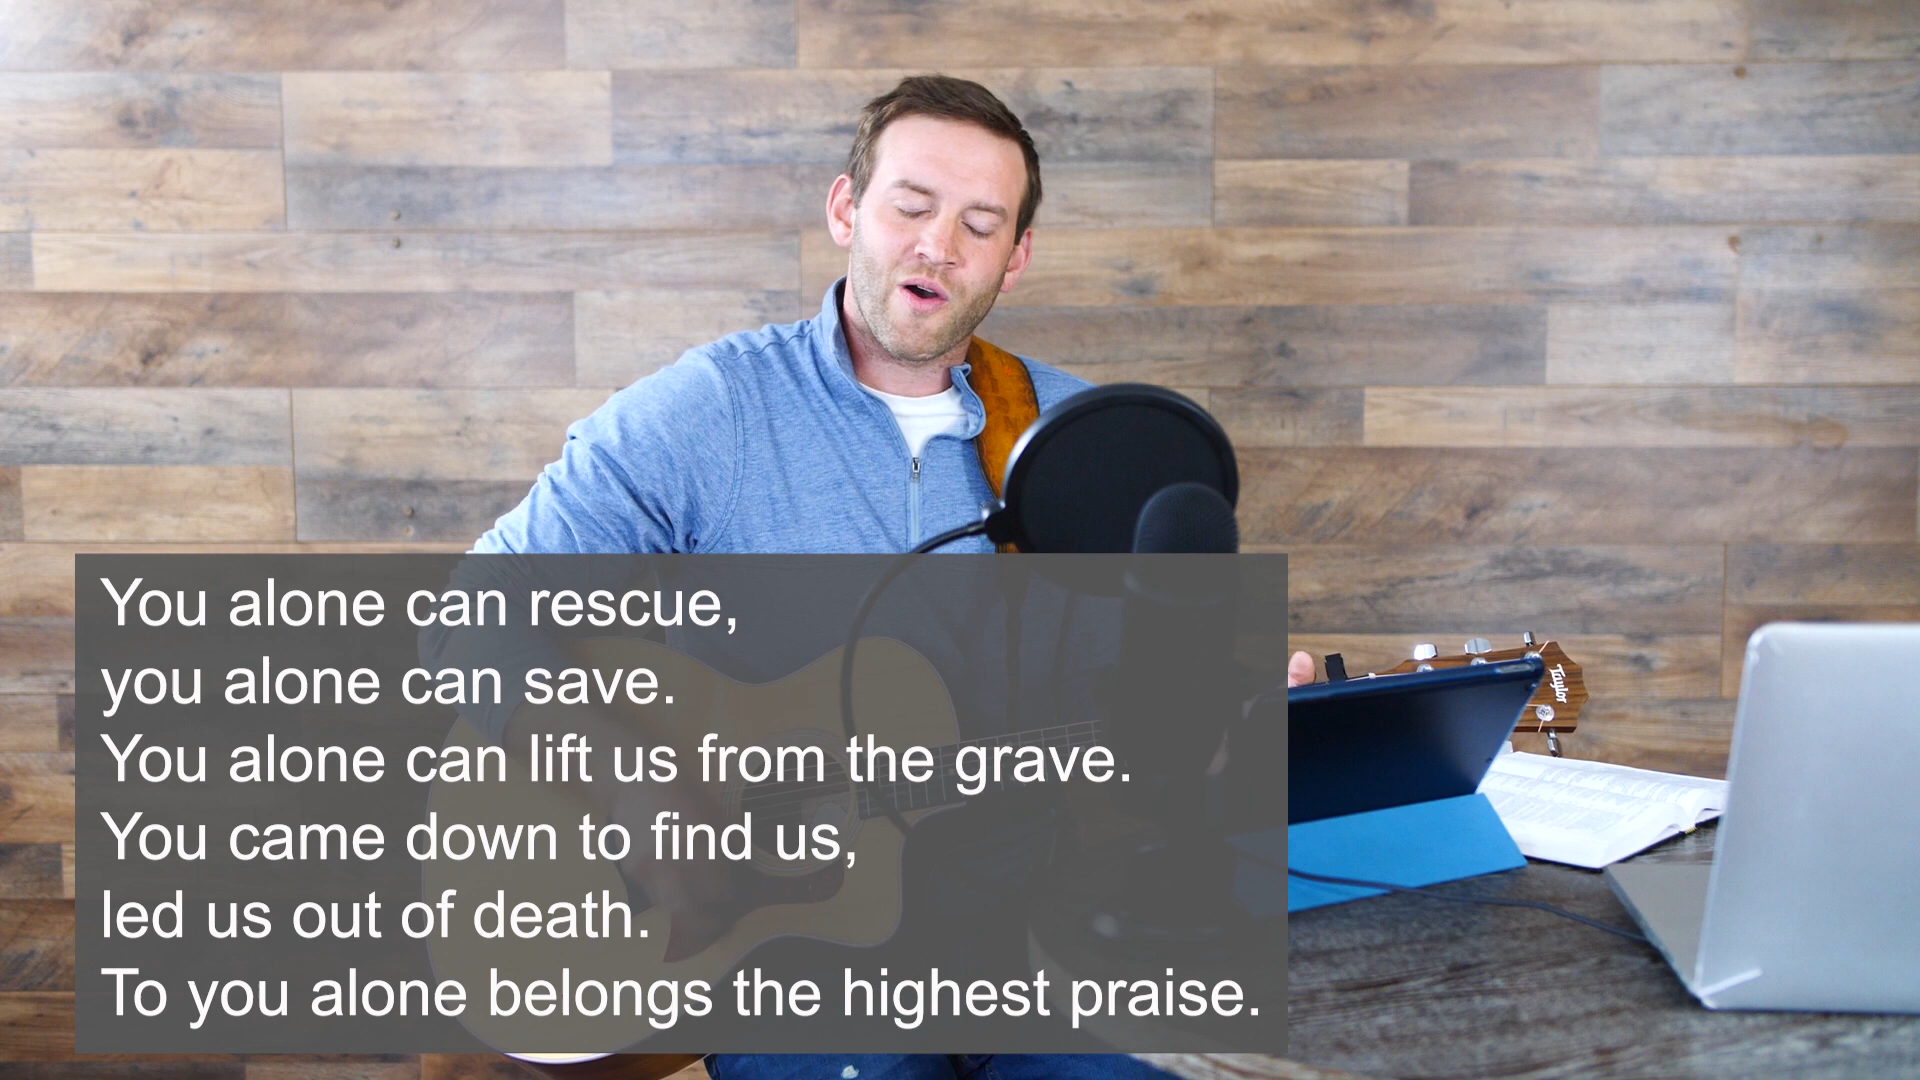 You alone can rescue,
you alone can save.
You alone can lift us from the grave.
You came down to find us,
led us out of death.
To you alone belongs the highest praise.
Taylor